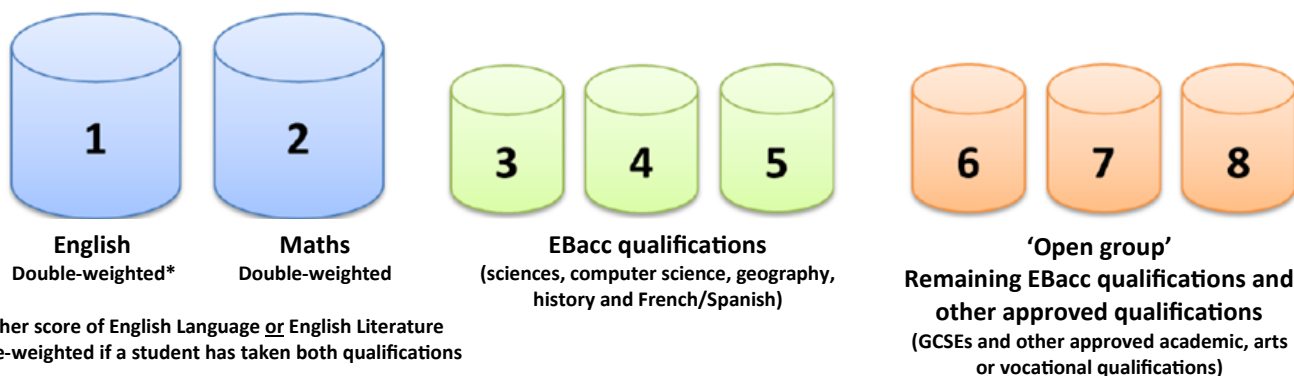 1
2
3
4
5
6
7
8
English
Double-weighted*
Maths
Double-weighted
EBacc qualifications
(sciences, computer science, geography,
history and French/Spanish)
‘Open group’
Remaining EBacc qualifications and
other approved qualifications
(GCSEs and other approved academic, arts
or vocational qualifications)
score of English Language or English Literature
-weighted if a student has taken both qualifications